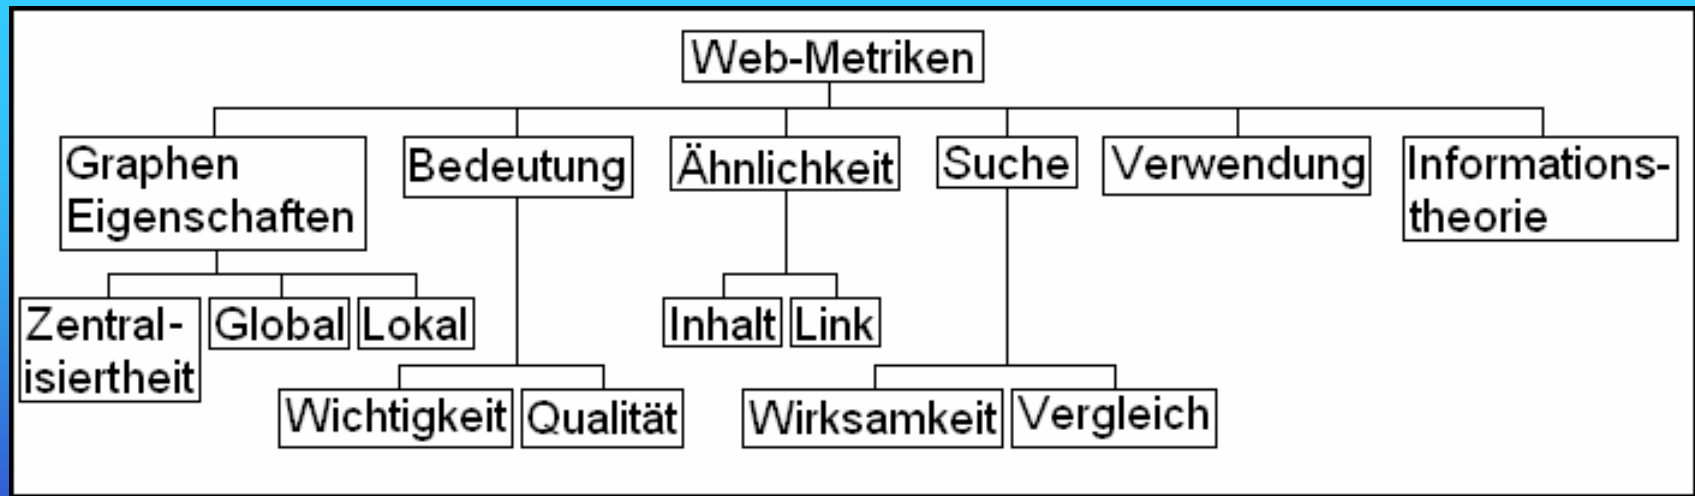 Web-Metriken
Graphen
Eigenschaften
Bedeutung
Ähnlichkeit
Suche
Verwendung
Informations-
theorie
Zentral-
isiertheit
Global
Lokal
Inhalt
Link
Wichtigkeit
Qualität
Wirksamkeit
Vergleich